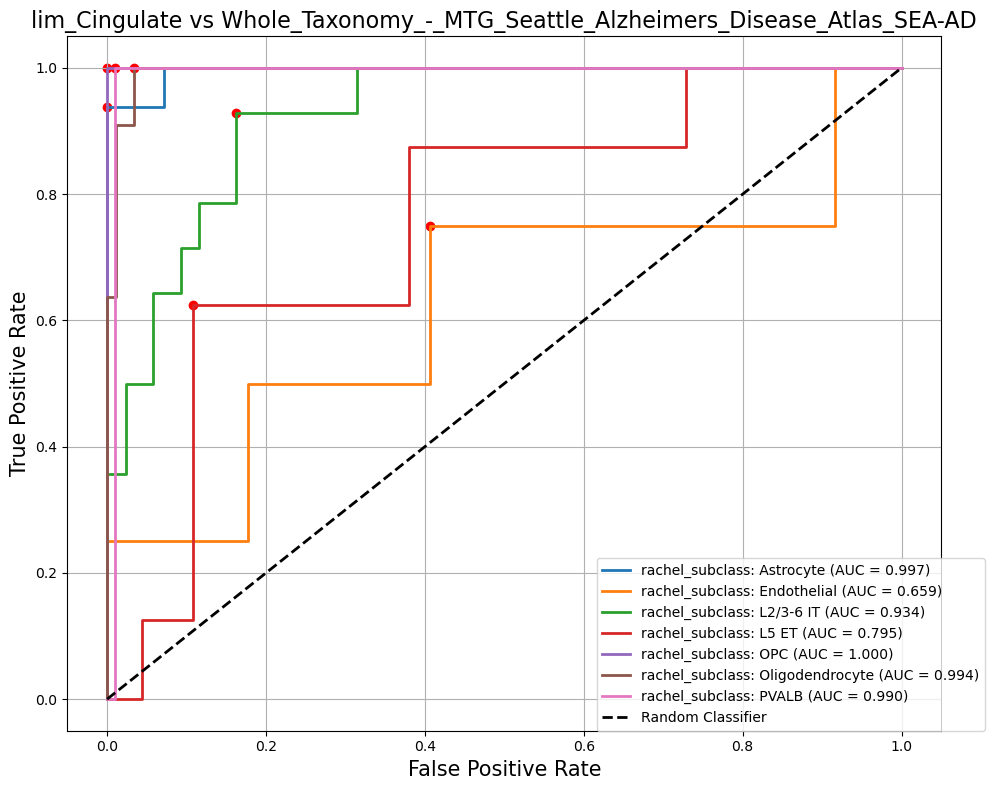 lim_Cingulate vs Whole_Taxonomy_-_MTG_Seattle_Alzheimers_Disease_Atlas_SEA-AD
True Positive Rate
1.0
0.8
0.6
0.4
0.2
0.0
rachel_subclass: Astrocyte (AUC = 0.997)
rachel_subclass: Endothelial (AUC = 0.659)
rachel_subclass: L2/3-6 IT (AUC = 0.934)
rachel_subclass: L5 ET (AUC = 0.795)
rachel_subclass: OPC (AUC = 1.000)
rachel_subclass: Oligodendrocyte (AUC = 0.994)
rachel_subclass: PVALB (AUC = 0.990)
Random Classifier
0.0 0.2 0.4 0.6 0.8 1.0
False Positive Rate